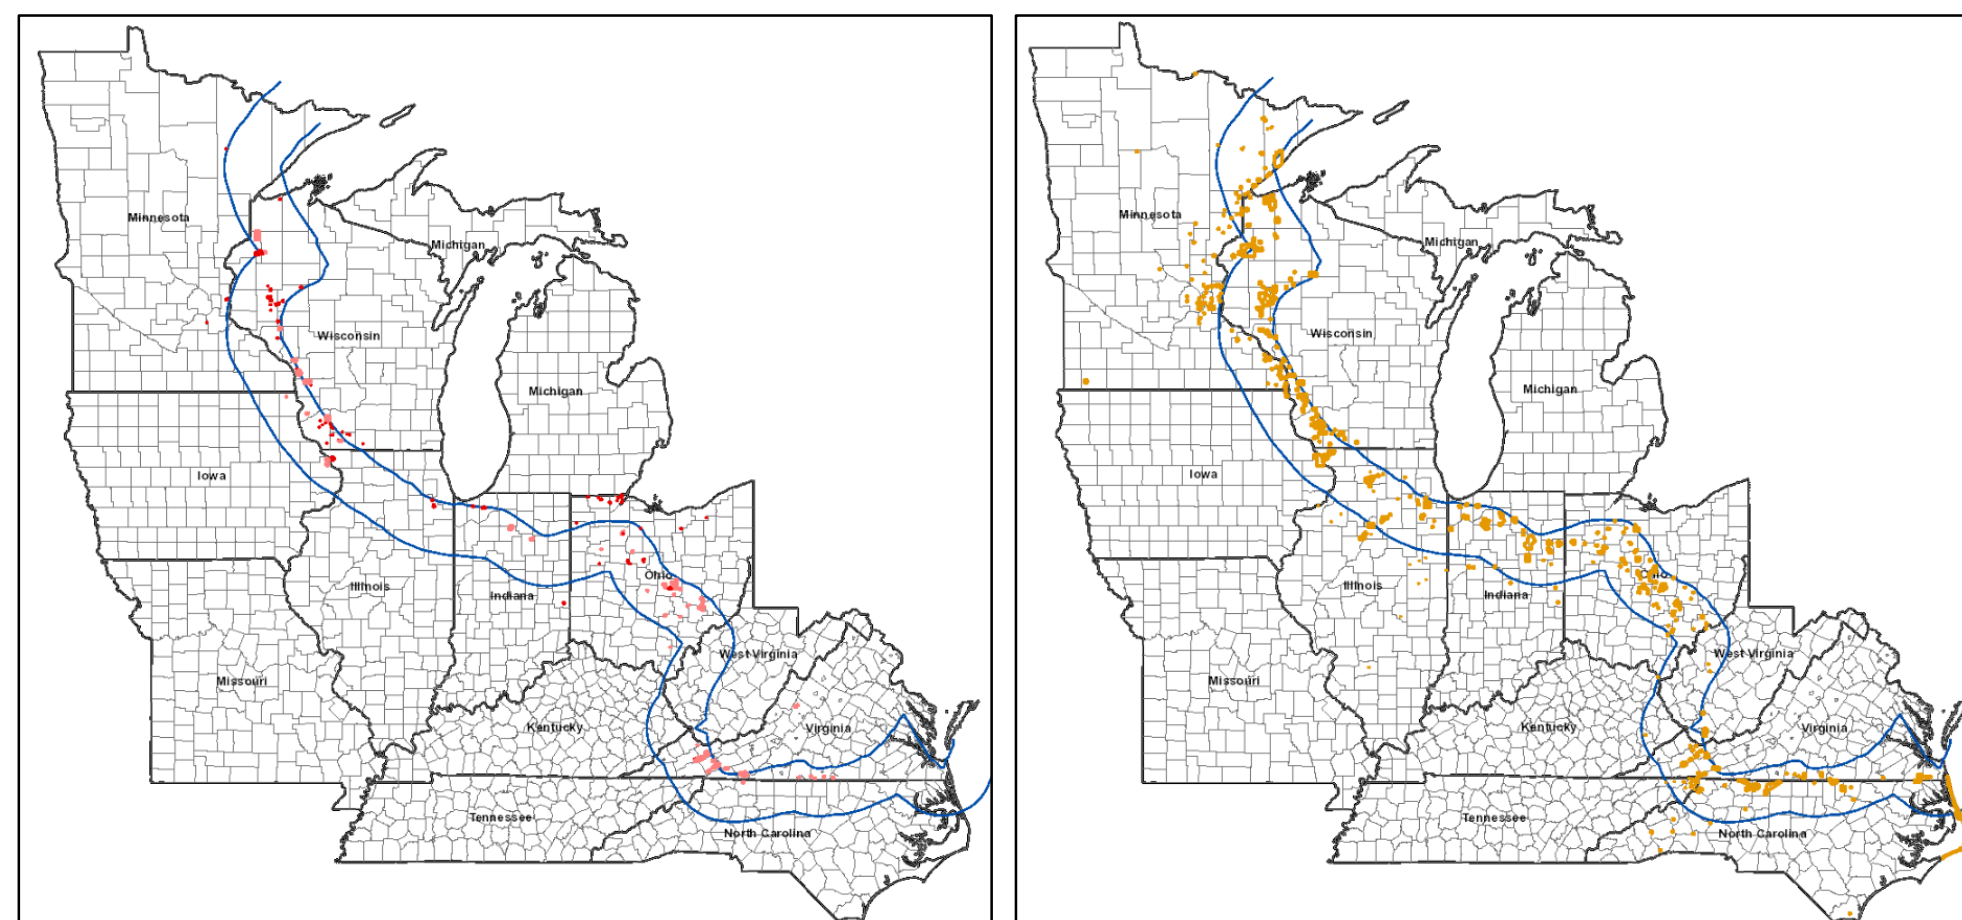 Minnesota
Michigan
Wisconsin
Michigan
Iowa
Ohio
Illinois
Indiana
West Virginia
Missouri
Kentucky
Virginia
Tennessee
North Carolina
Minnesota
Michigan
Wisconsin
Michigan
Iowa
Ohio
Illinois
Indiana
West Virginia
Missouri
Kentucky
Virginia
Tennessee
North Carolina